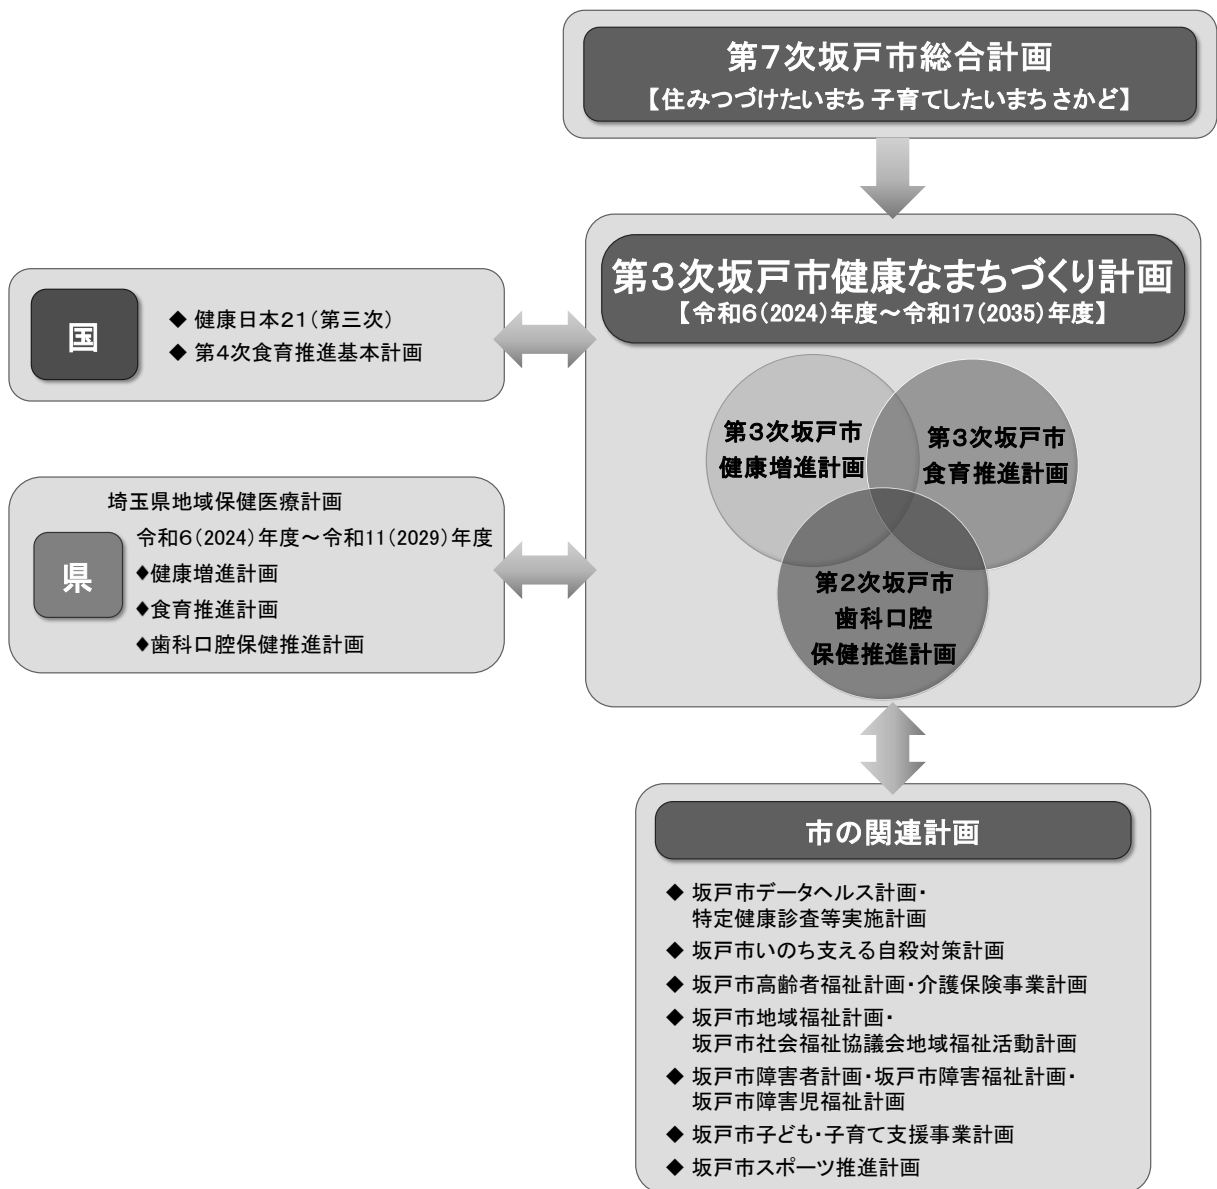 第7次坂戸市総合計画
【住みつづけたいまち 子育てしたいまち さかど】
第3次坂戸市健康なまちづくり計画
【令和6(2024)年度～令和17(2035)年度】
国
◆ 健康日本21(第三次)
◆ 第4次食育推進基本計画
埼玉県地域保健医療計画
令和6(2024)年度～令和11(2029)年度
県
◆健康増進計画
◆食育推進計画
◆歯科口腔保健推進計画
第3次坂戸市
健康増進計画
第3次坂戸市
食育推進計画
第2次坂戸市
歯科口腔
保健推進計画
市の関連計画
◆ 坂戸市データヘルス計画・
特定健康診査等実施計画
◆ 坂戸市いのち支える自殺対策計画
◆ 坂戸市高齢者福祉計画・介護保険事業計画
◆ 坂戸市地域福祉計画・
坂戸市社会福祉協議会地域福祉活動計画
◆ 坂戸市障害者計画・坂戸市障害福祉計画・
坂戸市障害児福祉計画
◆ 坂戸市子ども・子育て支援事業計画
◆ 坂戸市スポーツ推進計画